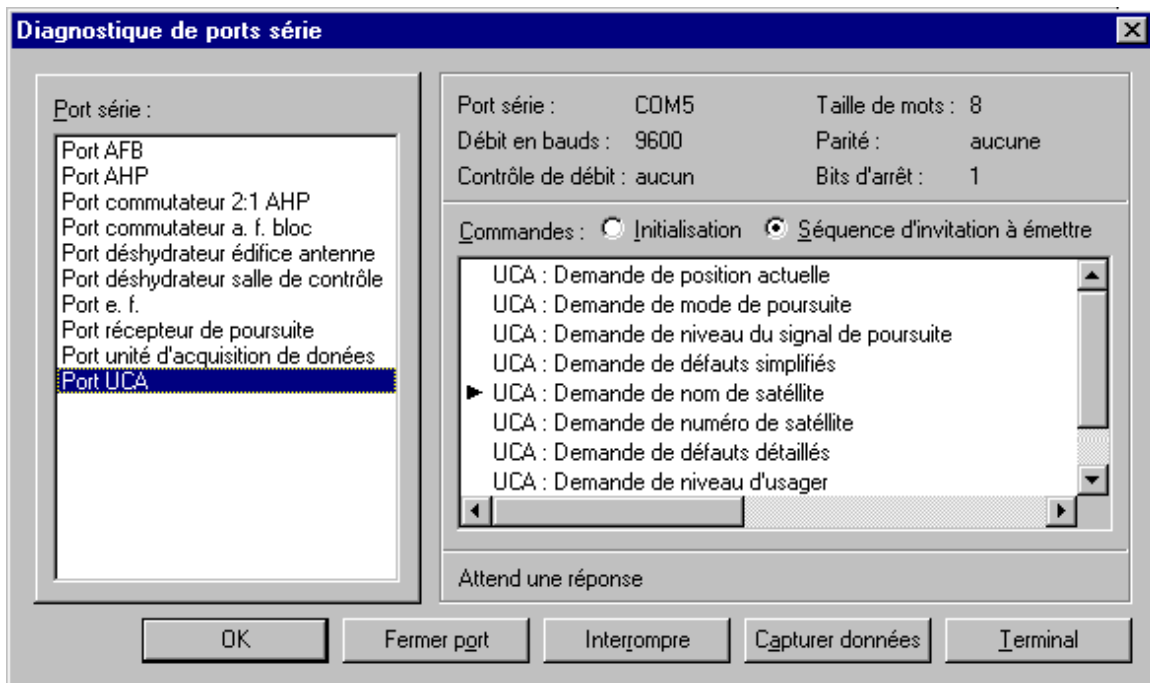 Diagnostique de ports série
Port série :
Port AFB
Port AHP
Port commutateur 2:1 AHP
Port commutateur a. f. bloc
Port déshydrateur édifice antenne
Port déshydrateur salle de contrôle
Port e. f.
Port récepteur de poursuite
Port unité d'acquisition de donées
Port UCA
Port série : COM5 Taille de mots : 8
Débit en bauds : 9600 Parité : aucune
Contrôle de débit : aucun Bits d'arrêt : 1
Commandes : Initialisation Séquence d'invitation à émettre
UCA : Demande de position actuelle
UCA : Demande de mode de poursuite
UCA : Demande de niveau du signal de poursuite
UCA : Demande de défauts simplifiés
UCA : Demande de nom de satéllite
UCA : Demande de numéro de satéllite
UCA : Demande de défauts détaillés
UCA : Demande de niveau d'usager
Attend une réponse
OK Fermer port Interrompre Capturer données Terminal